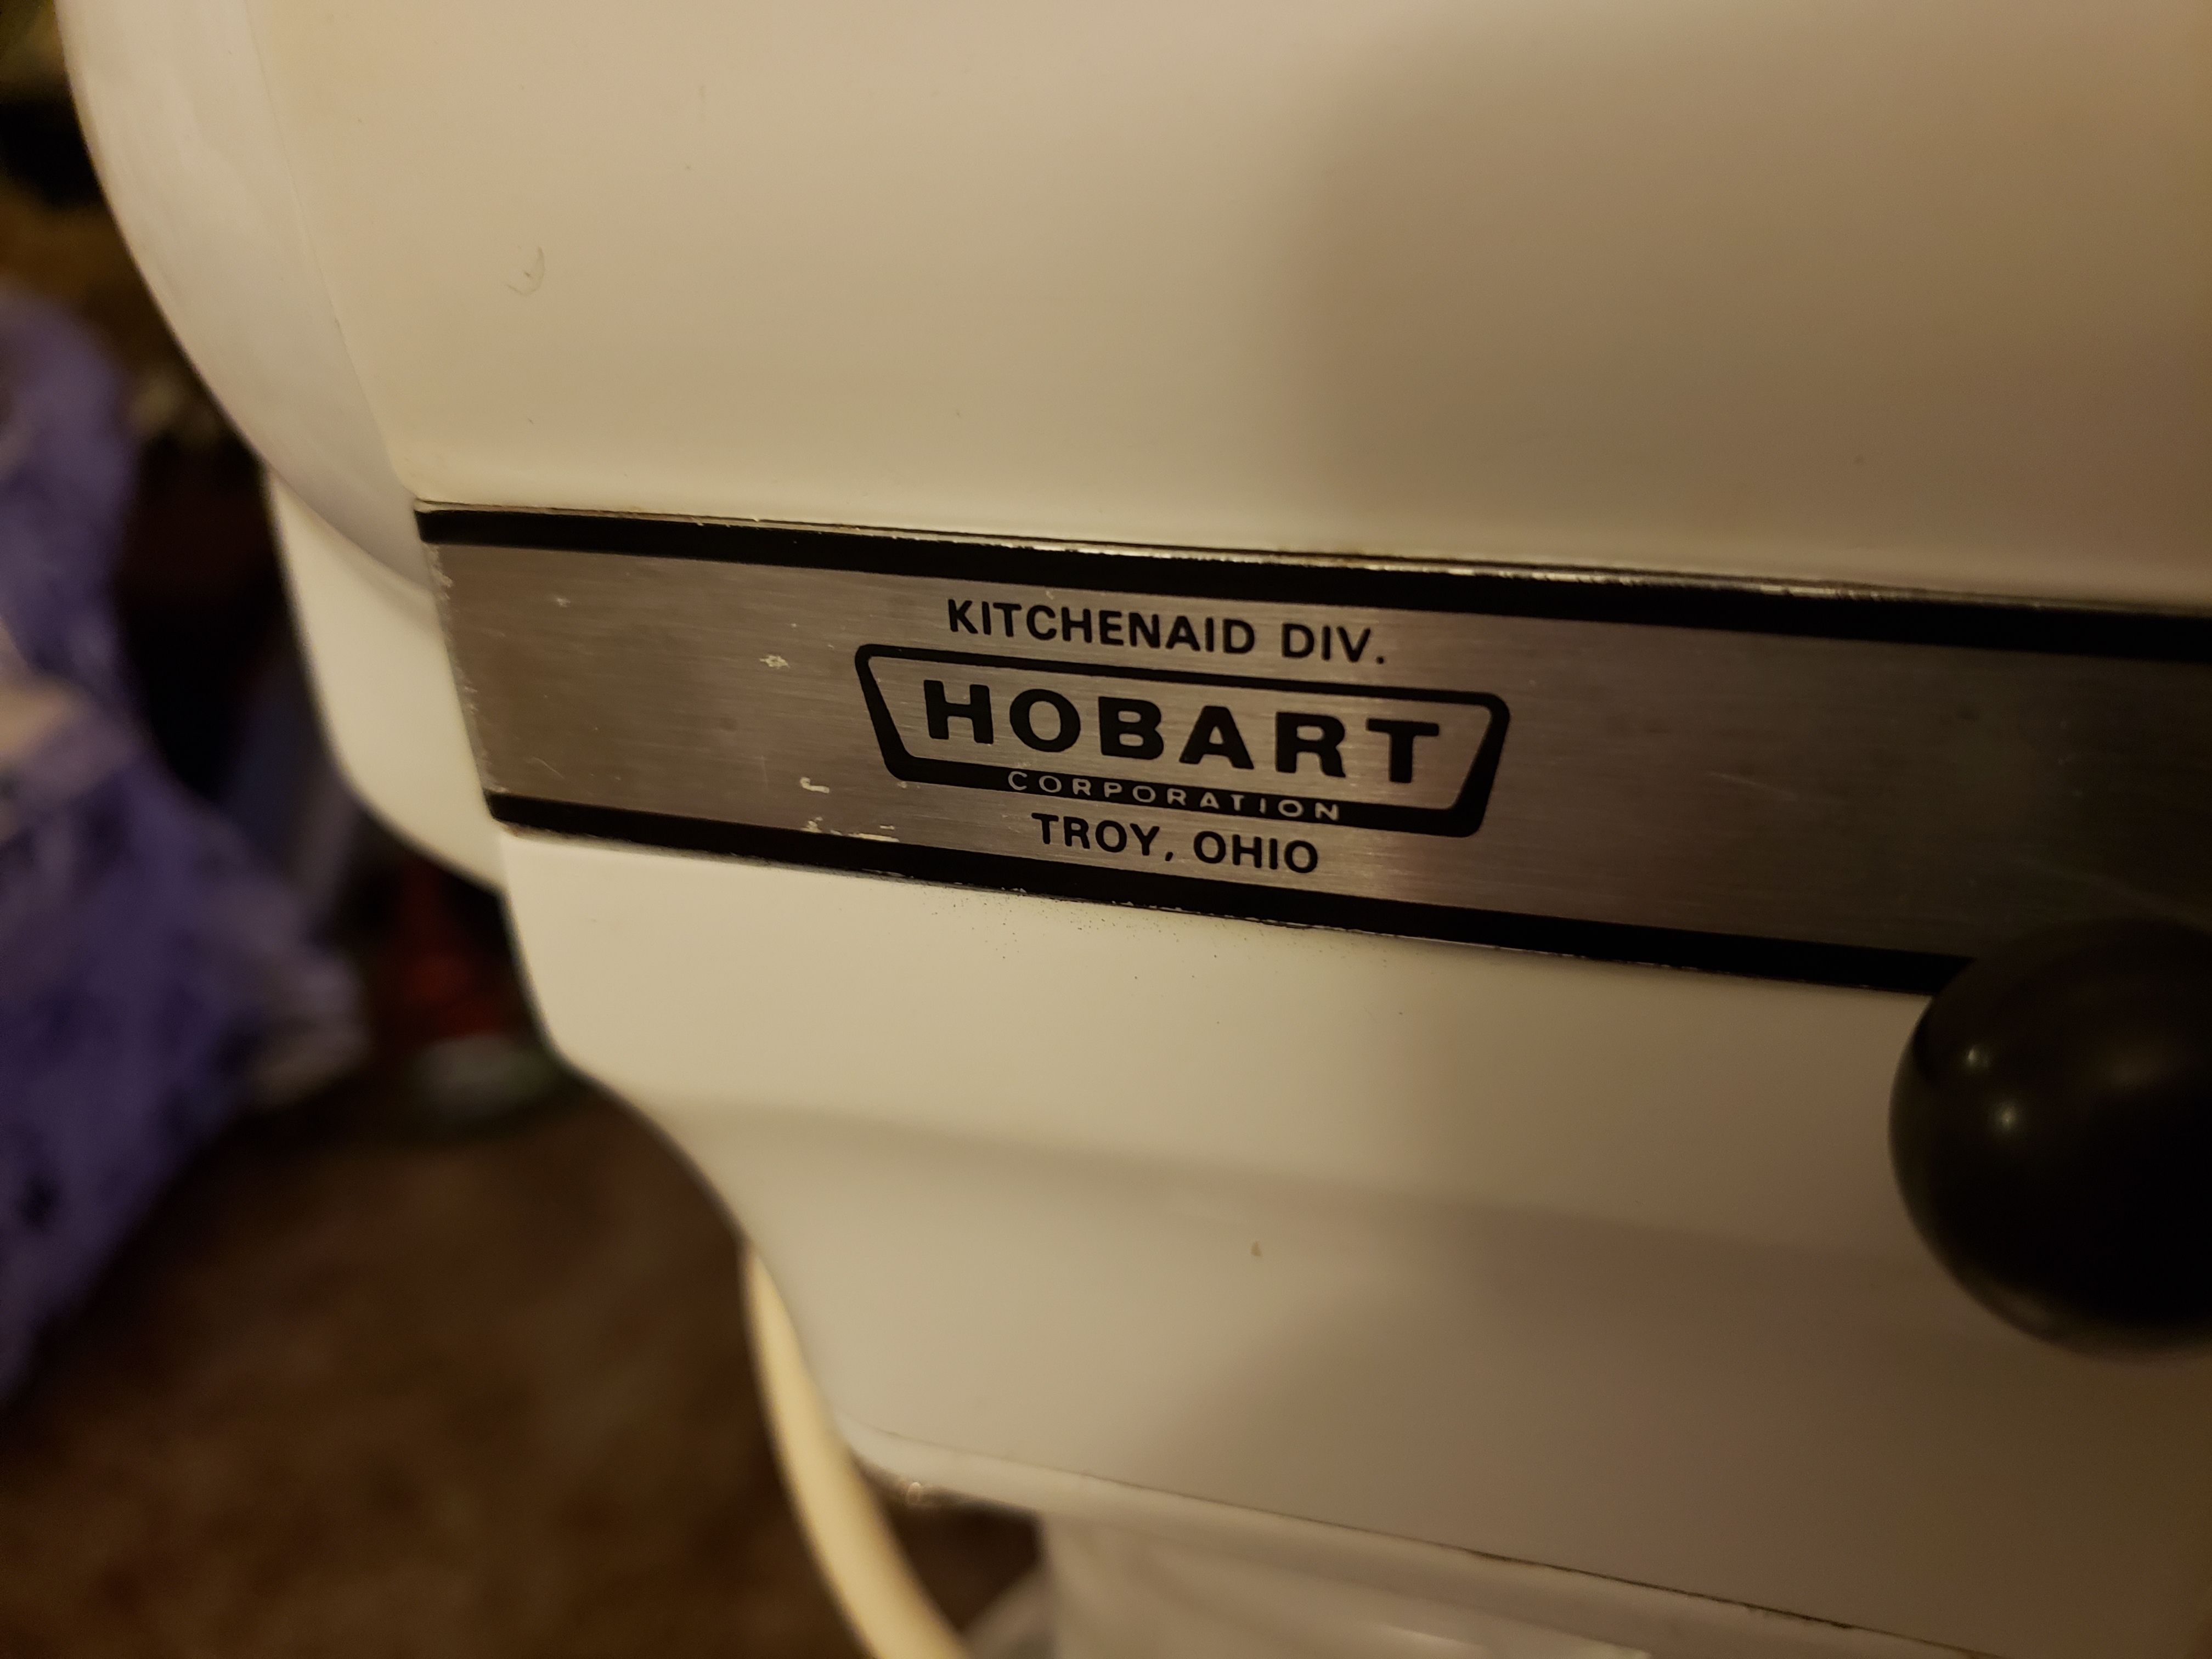 KITCHENAID DIV.
HOBART
CORPORATION
TROY, OHIO